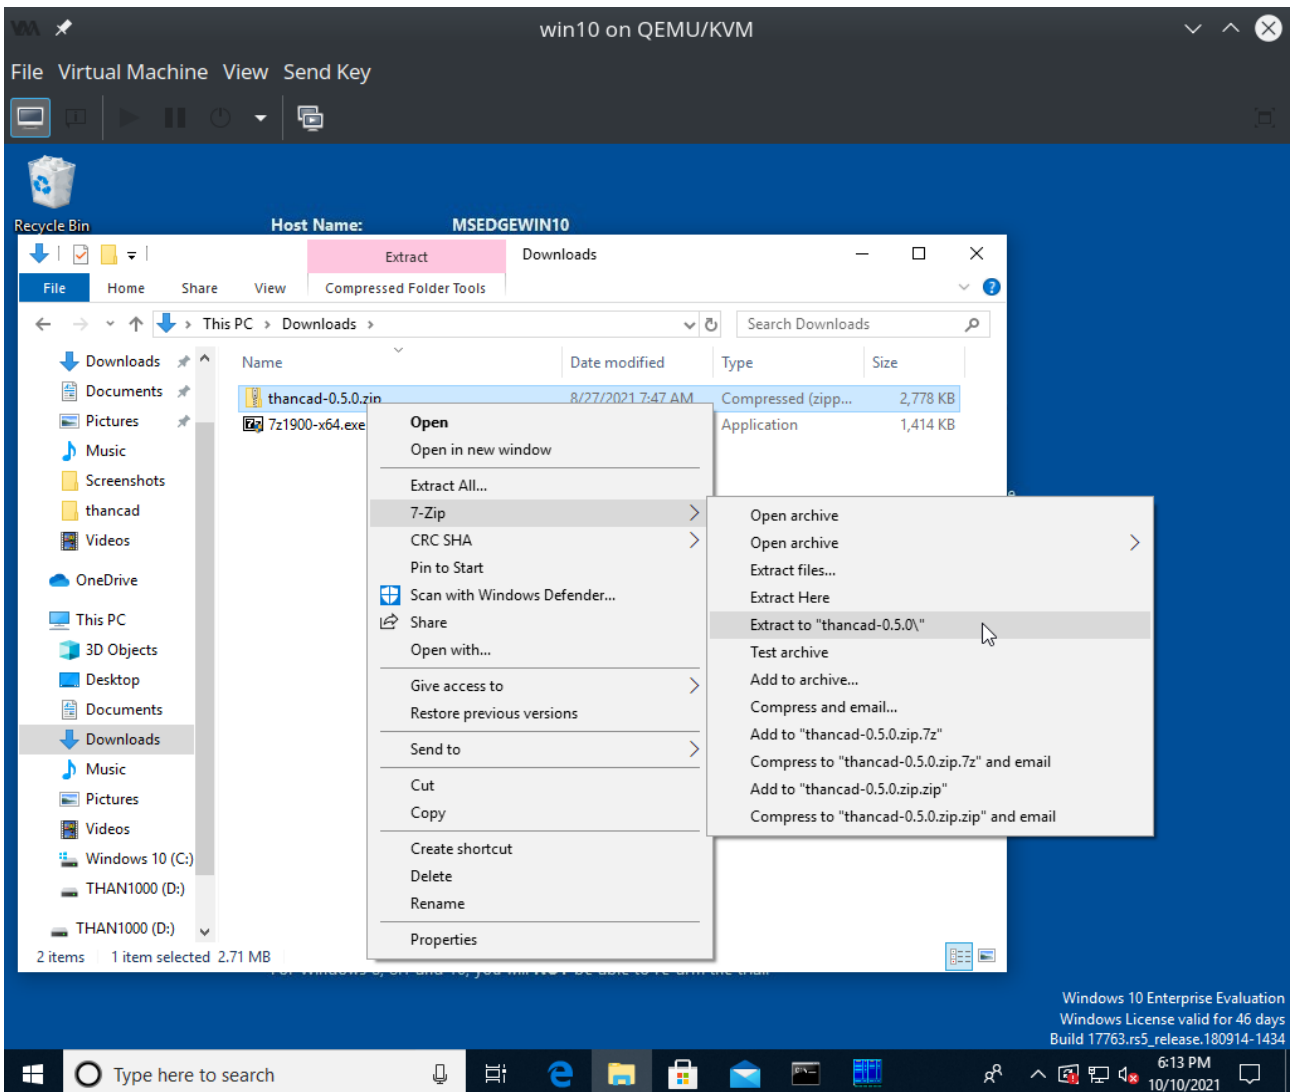 win10 on QEMU/KVM
File Virtual Machine View Send Key
Recycle Bin
Host Name: MSEDGEWIN10
Extract Downloads
File Home Share View Compressed Folder Tools
This PC > Downloads > Search Downloads
Name Date modified Type Size
thancad-0.5.0.zip 8/27/2021 7:47 AM Compressed (zipp... 2,778 KB
7z1900-x64.exe Application 1,414 KB
Downloads
Documents
Pictures
Music
Screenshots
thancad
Videos
OneDrive
This PC
3D Objects
Desktop
Documents
Downloads
Music
Pictures
Videos
Windows 10 (C:)
THAN1000 (D:)
THAN1000 (D:)
2 items 1 item selected 2.71 MB
Open
Open in new window
Extract All...
7-Zip
CRC SHA
Pin to Start
Scan with Windows Defender...
Share
Open with...
Give access to
Restore previous versions
Send to
Cut
Copy
Create shortcut
Delete
Rename
Properties
Open archive
Open archive
Extract files...
Extract Here
Extract to "thancad-0.5.0\"
Test archive
Add to archive...
Compress and email...
Add to "thancad-0.5.0.zip.7z"
Compress to "thancad-0.5.0.zip.7z" and email
Add to "thancad-0.5.0.zip.zip"
Compress to "thancad-0.5.0.zip.zip" and email
Windows 10 Enterprise Evaluation
Windows License valid for 46 days
Build 17763.rs5_release.180914-1434
Type here to search
6:13 PM
10/10/2021